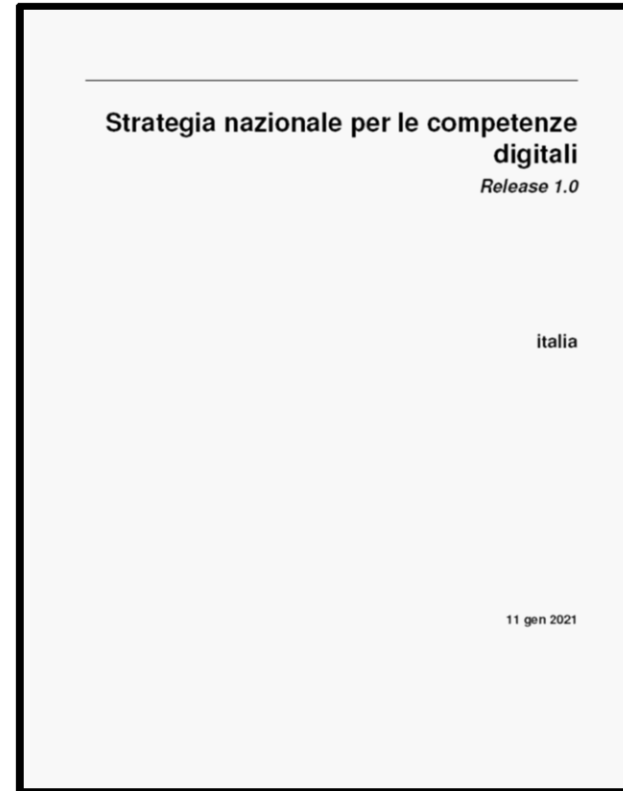 Strategia nazionale per le competenze
digitali
Release 1.0
italia
11 gen 2021